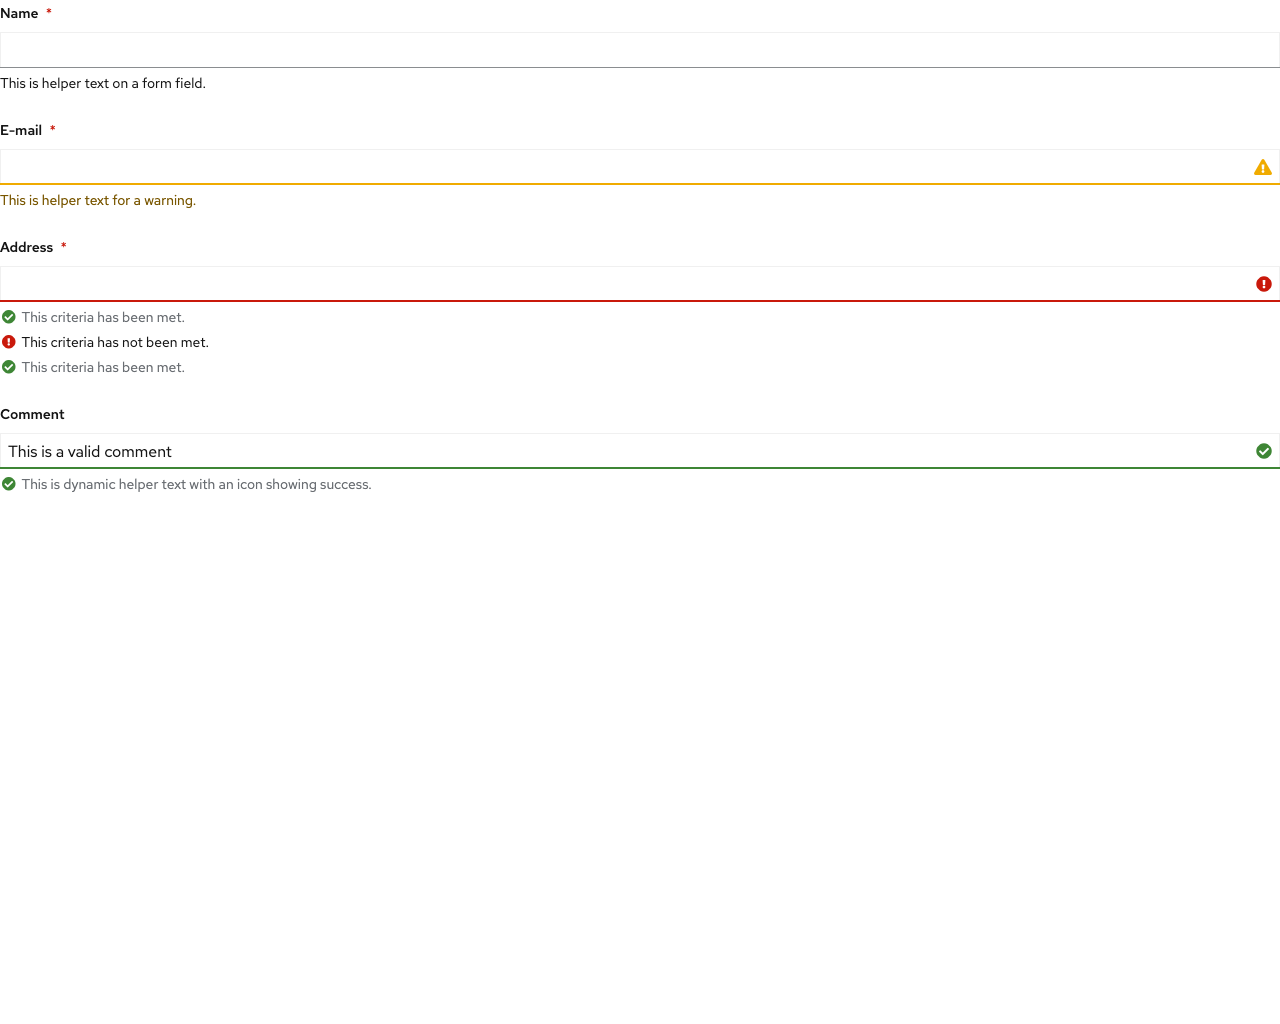 Name *
This is helper text on a form field.
E-mail *
This is helper text for a warning.
Address *
This criteria has been met.
This criteria has not been met.
This criteria has been met.
Comment
This is a valid comment
This is dynamic helper text with an icon showing success.